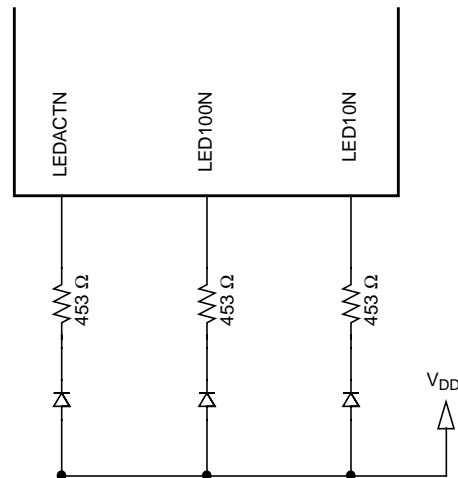 LEDACTN
LED100N
LED10N
453 Ω
453 Ω
453 Ω
VDD